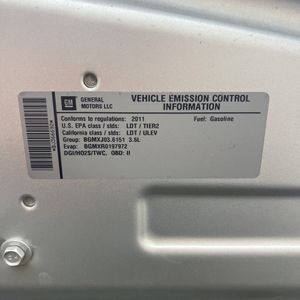 GM
GENERAL
MOTORS LLC
VEHICLE EMISSION CONTROL
INFORMATION
Conforms to regulations: 2011 Fuel: Gasoline
U.S. EPA class / stds: LDT / TIER2
California class / stds: LDT / ULEV
Group: BGMXJ03.6151 3.6L
Evap: BGMXR0197972
DGI/HO2S/TWC, OBD: II